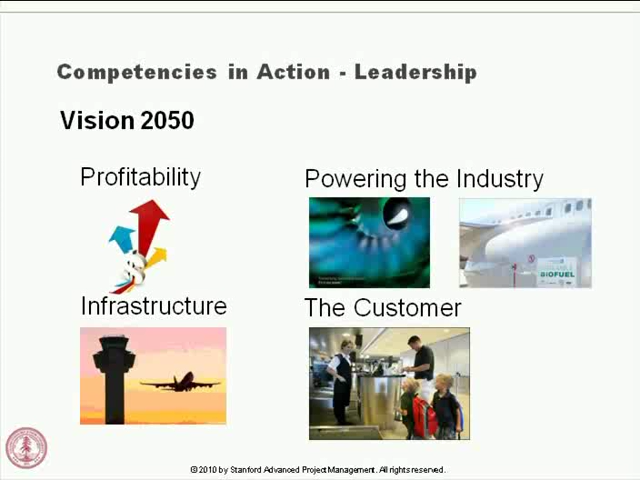 Competencies in Action - Leadership
Vision 2050
Profitability
Powering the Industry
BIOFUEL
Infrastructure
The Customer
© 2010 by Stanford Advanced Project Management. All rights reserved.